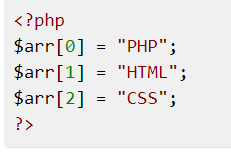 <?php
$arr[0] = "PHP";
$arr[1] = "HTML";
$arr[2] = "CSS";
?>